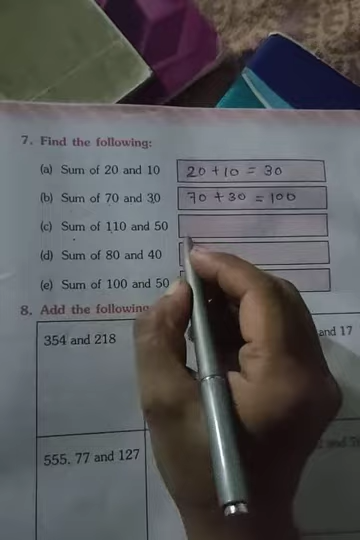 7. Find the following:
(a) Sum of 20 and 10 20 + 10 = 30
(b) Sum of 70 and 30 70 + 30 = 100
(c) Sum of 110 and 50
(d) Sum of 80 and 40
(e) Sum of 100 and 50
8. Add the following
354 and 218 and 17
555, 77 and 127